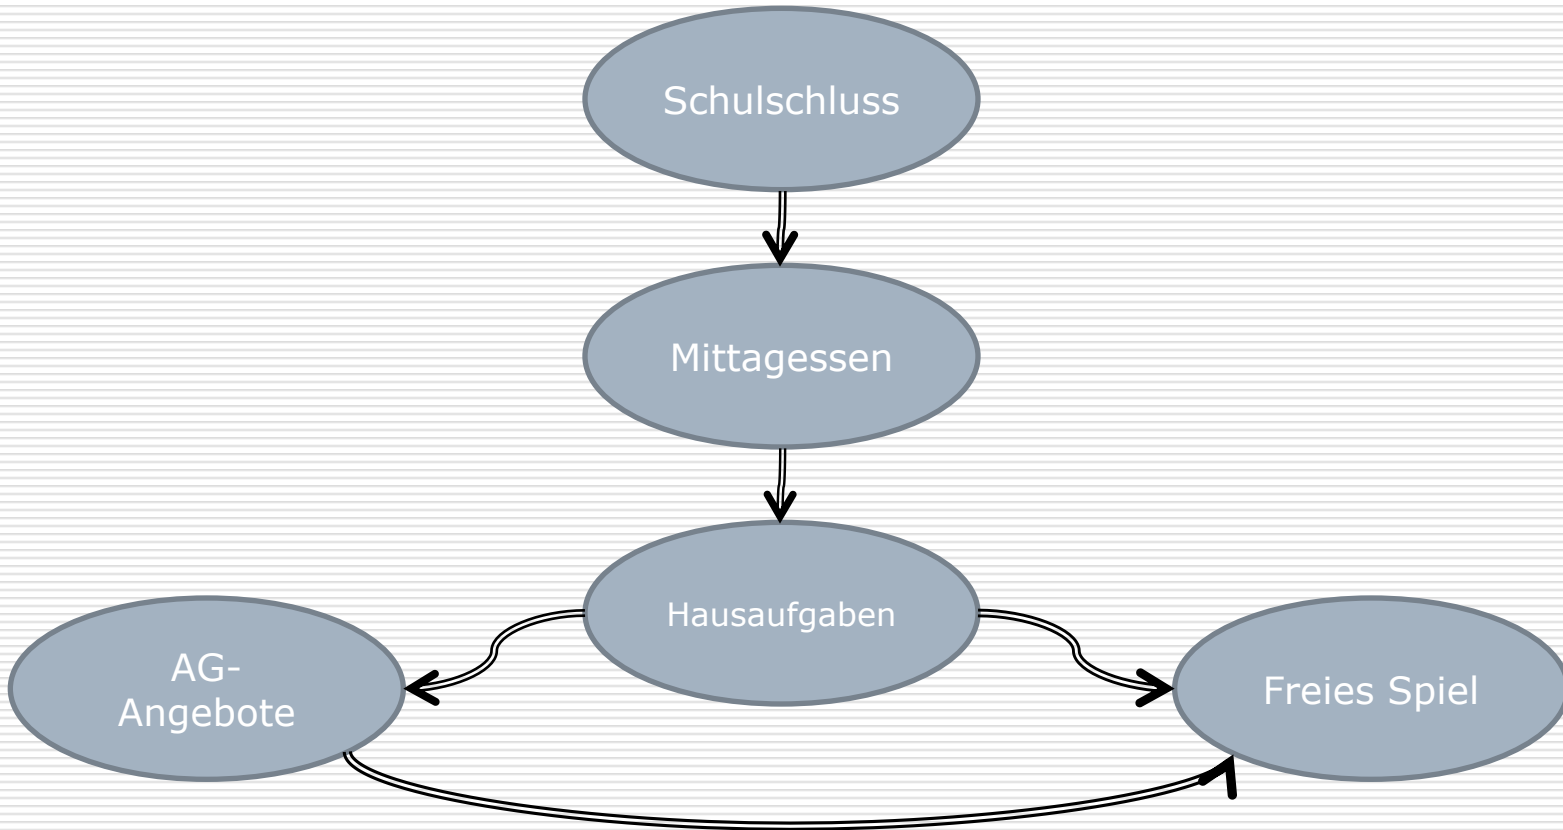 Schulschluss
Mittagessen
Hausaufgaben
AG-
Angebote
Freies Spiel